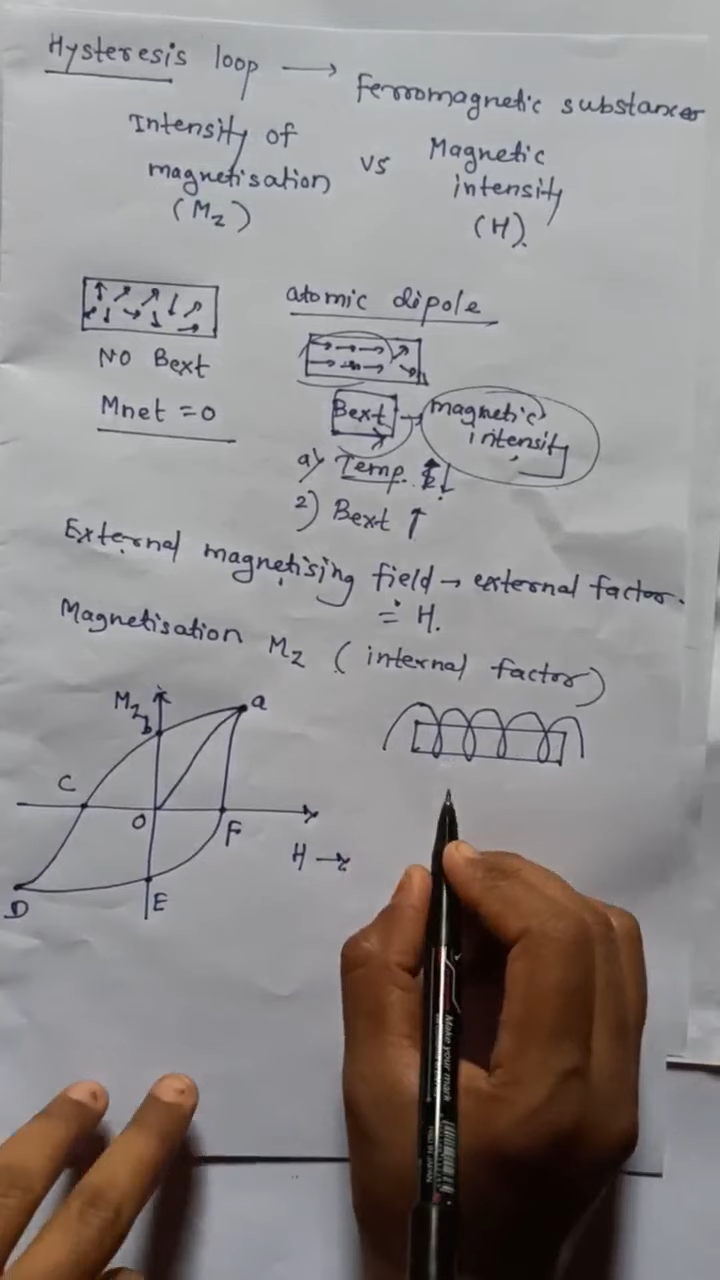 Hysteresis loop → Ferromagnetic substances
Intensity of magnetisation (Mz) vs Magnetic intensity (H).
atomic dipole
NO Bext
Mnet = 0
Bext → magnetic intensity
a) Temp. ↓
2) Bext ↑
External magnetising field → external factor.
= H.
Magnetisation Mz (internal factor)
Mz
a
b
C
O
F
H →
D
E
Make your mark